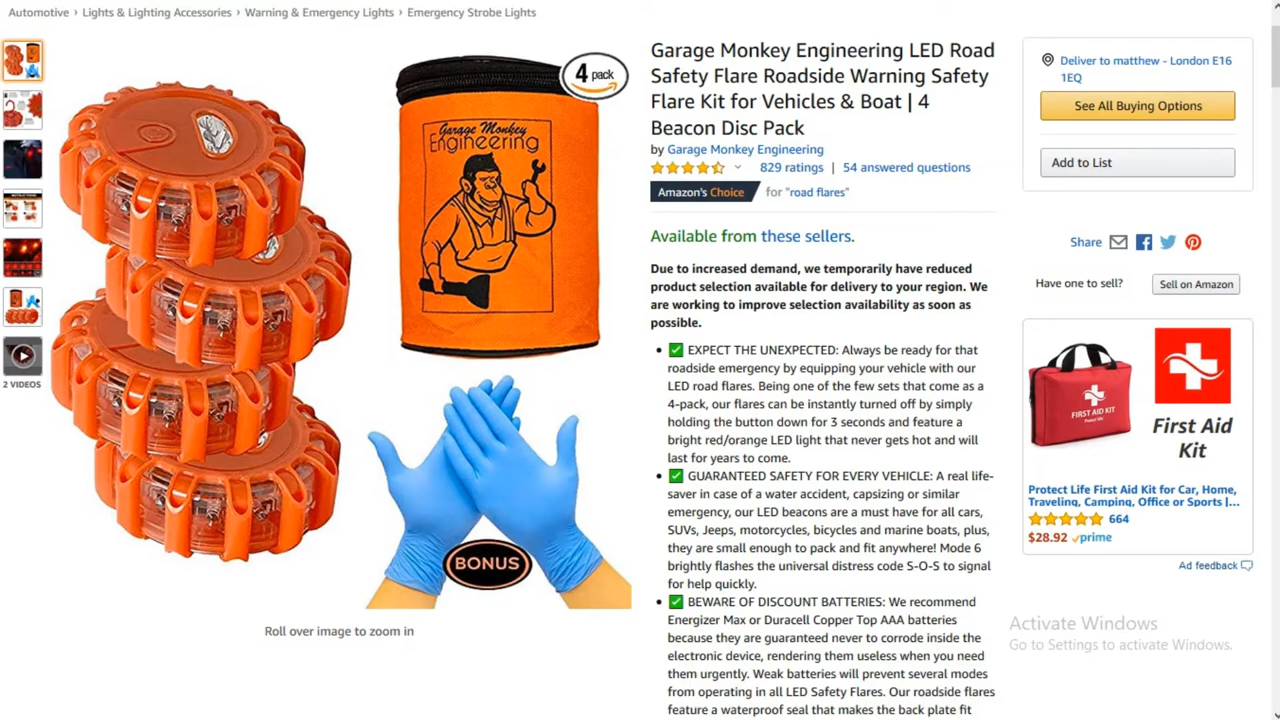 Automotive › Lights & Lighting Accessories › Warning & Emergency Lights › Emergency Strobe Lights
2 VIDEOS
4 pack
Garage Monkey
Engineering
BONUS
Roll over image to zoom in
Garage Monkey Engineering LED Road
Safety Flare Roadside Warning Safety
Flare Kit for Vehicles & Boat | 4
Beacon Disc Pack
by Garage Monkey Engineering
829 ratings | 54 answered questions
Amazon's Choice for "road flares"
Available from these sellers.
Due to increased demand, we temporarily have reduced
product selection available for delivery to your region. We
are working to improve selection availability as soon as
possible.
• ✅ EXPECT THE UNEXPECTED: Always be ready for that
roadside emergency by equipping your vehicle with our
LED road flares. Being one of the few sets that come as a
4-pack, our flares can be instantly turned off by simply
holding the button down for 3 seconds and feature a
bright red/orange LED light that never gets hot and will
last for years to come.
• ✅ GUARANTEED SAFETY FOR EVERY VEHICLE: A real life-
saver in case of a water accident, capsizing or similar
emergency, our LED beacons are a must have for all cars,
SUVs, Jeeps, motorcycles, bicycles and marine boats, plus,
they are small enough to pack and fit anywhere! Mode 6
brightly flashes the universal distress code S-O-S to signal
for help quickly.
• ✅ BEWARE OF DISCOUNT BATTERIES: We recommend
Energizer Max or Duracell Copper Top AAA batteries
because they are guaranteed never to corrode inside the
electronic device, rendering them useless when you need
them urgently. Weak batteries will prevent several modes
from operating in all LED Safety Flares. Our roadside flares
feature a waterproof seal that makes the back plate fit
Deliver to matthew - London E16
1EQ
See All Buying Options
Add to List
Share
Have one to sell?
Sell on Amazon
FIRST AID KIT
Protect Life
First Aid
Kit
Protect Life First Aid Kit for Car, Home,
Traveling, Camping, Office or Sports |...
664
$28.92 prime
Ad feedback
Activate Windows
Go to Settings to activate Windows.